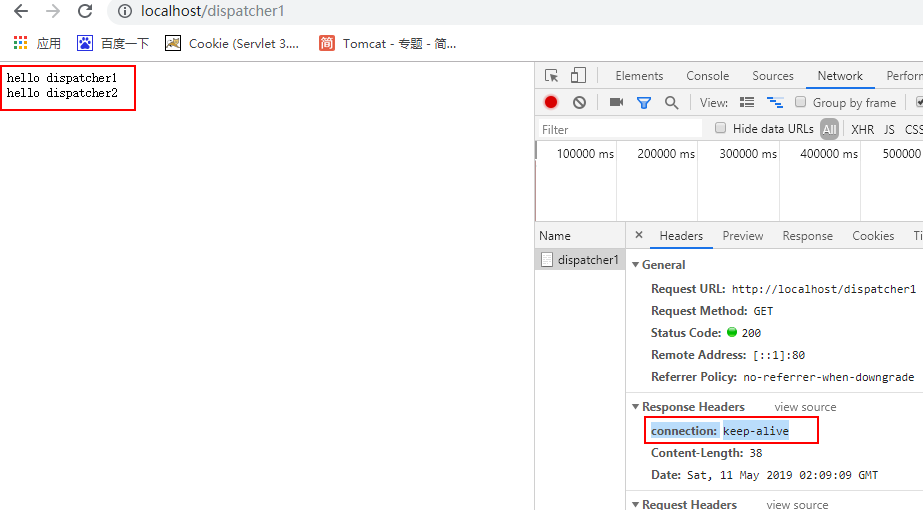 localhost/dispatcher1
应用 百度一下 Cookie (Servlet 3.... 简 Tomcat - 专题 - 简...
hello dispatcher1
hello dispatcher2
Elements Console Sources Network Perform
View: Group by frame
Filter Hide data URLs All XHR JS CSS
100000 ms 200000 ms 300000 ms 400000 ms 500000
Name × Headers Preview Response Cookies Ti
dispatcher1
General
Request URL: http://localhost/dispatcher1
Request Method: GET
Status Code: 200
Remote Address: [::1]:80
Referrer Policy: no-referrer-when-downgrade
Response Headers view source
connection: keep-alive
Content-Length: 38
Date: Sat, 11 May 2019 02:09:09 GMT
Request Headers view source